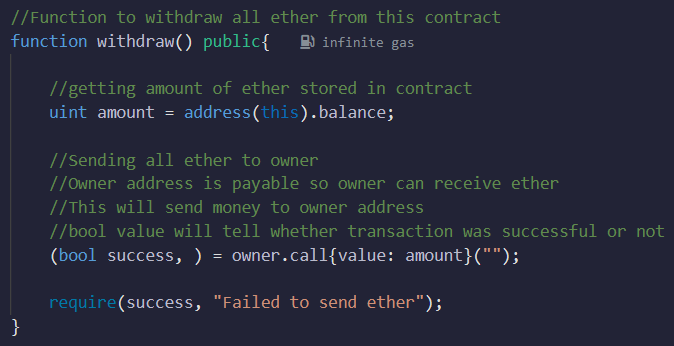 //Function to withdraw all ether from this contract
function withdraw() public{ infinite gas
//getting amount of ether stored in contract
uint amount = address(this).balance;
//Sending all ether to owner
//Owner address is payable so owner can receive ether
//This will send money to owner address
//bool value will tell whether transaction was successful or not
(bool success, ) = owner.call{value: amount}("");
require(success, "Failed to send ether");
}